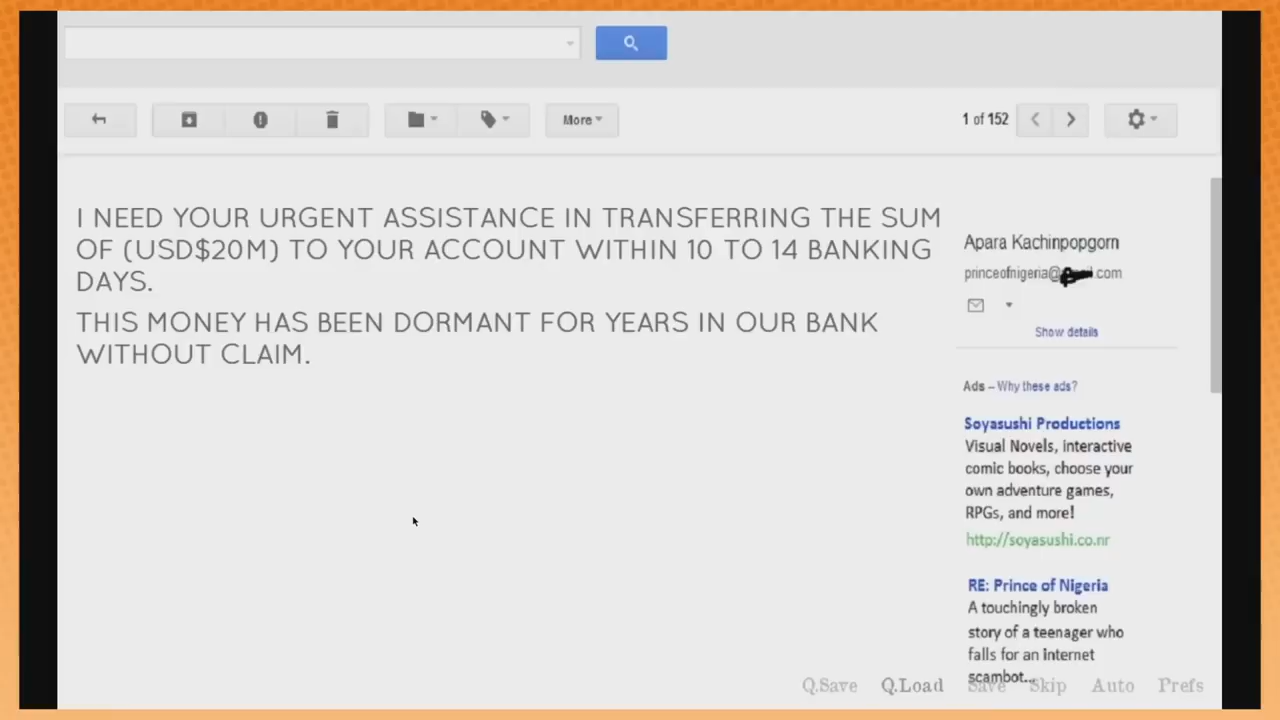 More
1 of 152
I NEED YOUR URGENT ASSISTANCE IN TRANSFERRING THE SUM
OF (USD$20M) TO YOUR ACCOUNT WITHIN 10 TO 14 BANKING
DAYS.
THIS MONEY HAS BEEN DORMANT FOR YEARS IN OUR BANK
WITHOUT CLAIM.
Apara Kachinpopgorn
princeofnigeria@ .com
Show details
Ads – Why these ads?
Soyasushi Productions
Visual Novels, interactive
comic books, choose your
own adventure games,
RPGs, and more!
http://soyasushi.co.nr
RE: Prince of Nigeria
A touchingly broken
story of a teenager who
falls for an internet
scambot...
Q.Save Q.Load Save Skip Auto Prefs